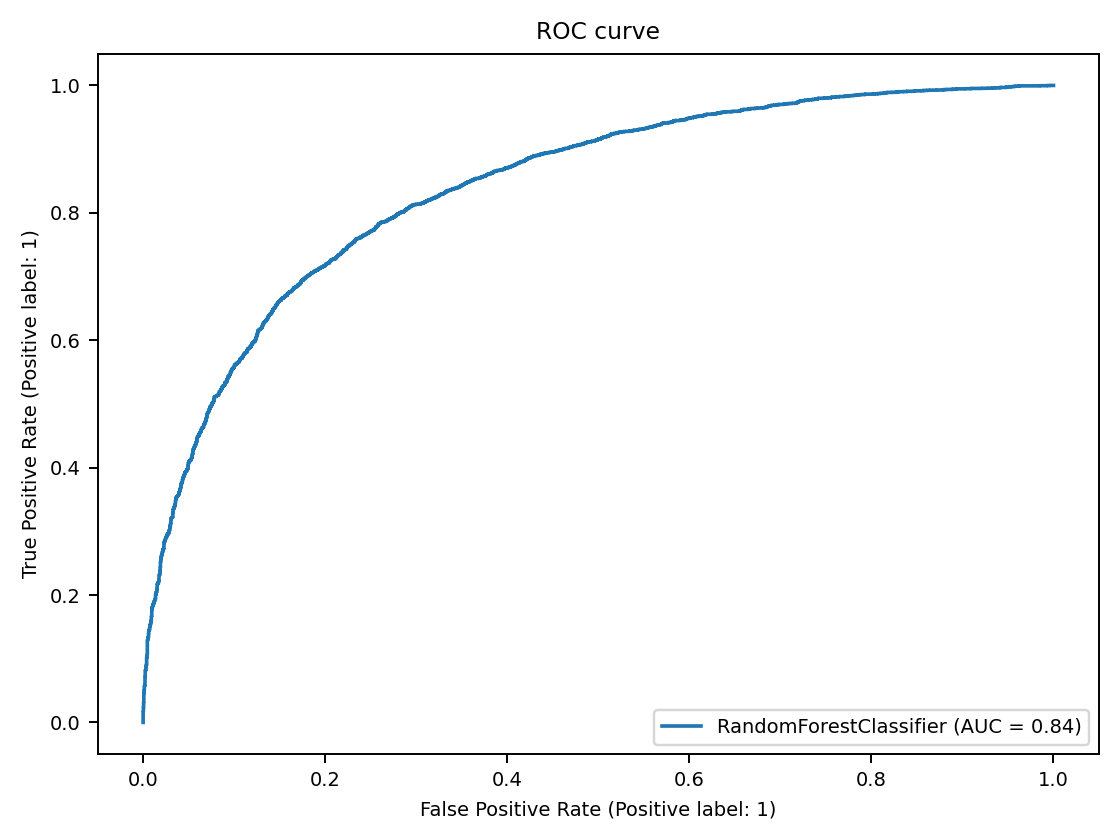 ROC curve
1.0
0.8
0.6
0.4
0.2
0.0
True Positive Rate (Positive label: 1)
RandomForestClassifier (AUC = 0.84)
0.0 0.2 0.4 0.6 0.8 1.0
False Positive Rate (Positive label: 1)